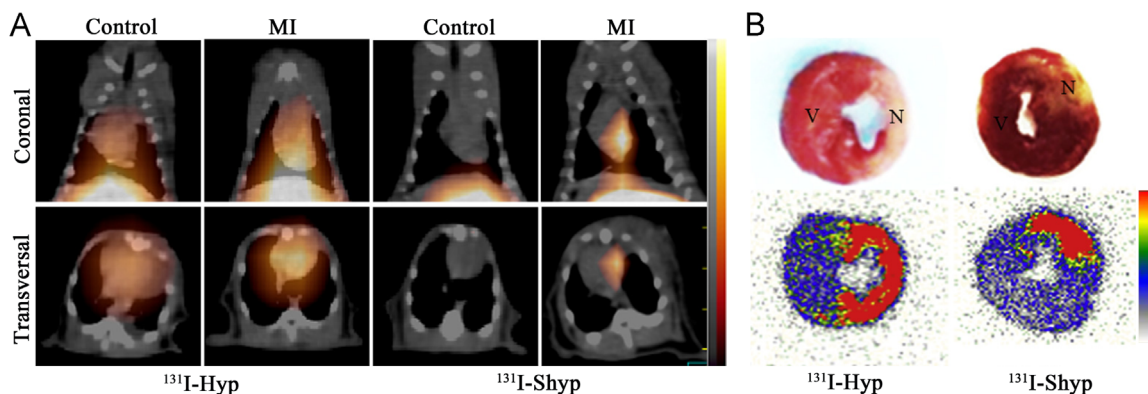 A
Control
MI
Control
MI
Coronal
Transversal
¹³¹I-Hyp
¹³¹I-Shyp
B
V
N
V
N
¹³¹I-Hyp
¹³¹I-Shyp